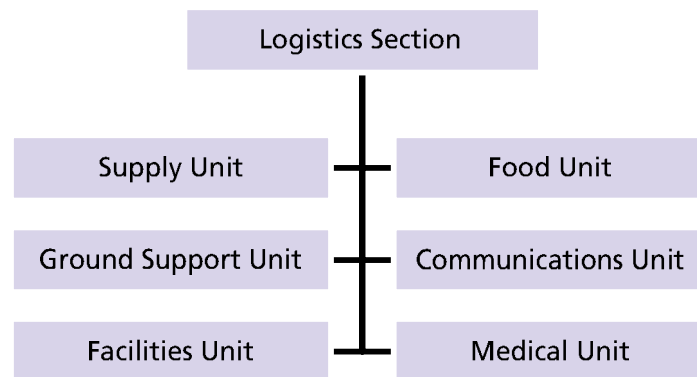 Logistics Section
Supply Unit
Food Unit
Ground Support Unit
Communications Unit
Facilities Unit
Medical Unit